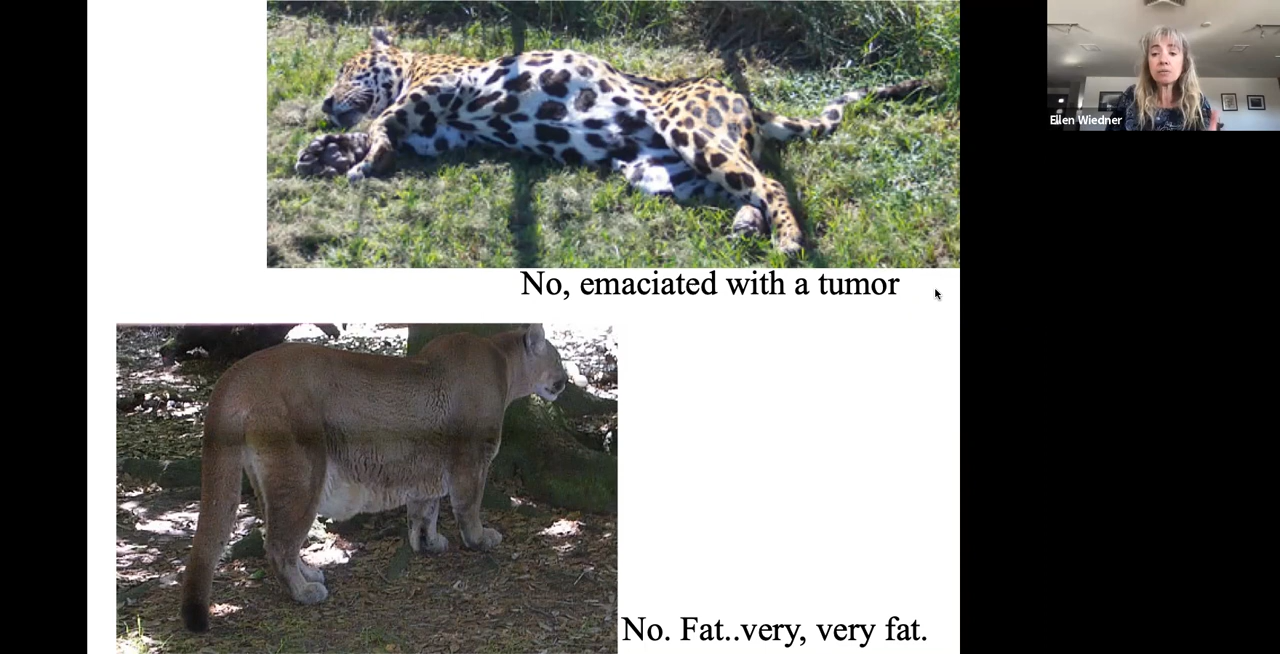 Ellen Wiedner
No, emaciated with a tumor
No. Fat..very, very fat.